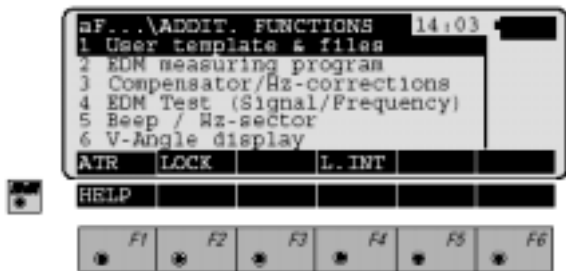 aF...\ADDIT. FUNCTIONS 14:03
1 User template & files
2 EDM measuring program
3 Compensator/Hz-corrections
4 EDM Test (Signal/Frequency)
5 Beep / Hz-sector
6 V-Angle display
ATR LOCK L.INT
HELP
F1 F2 F3 F4 F5 F6